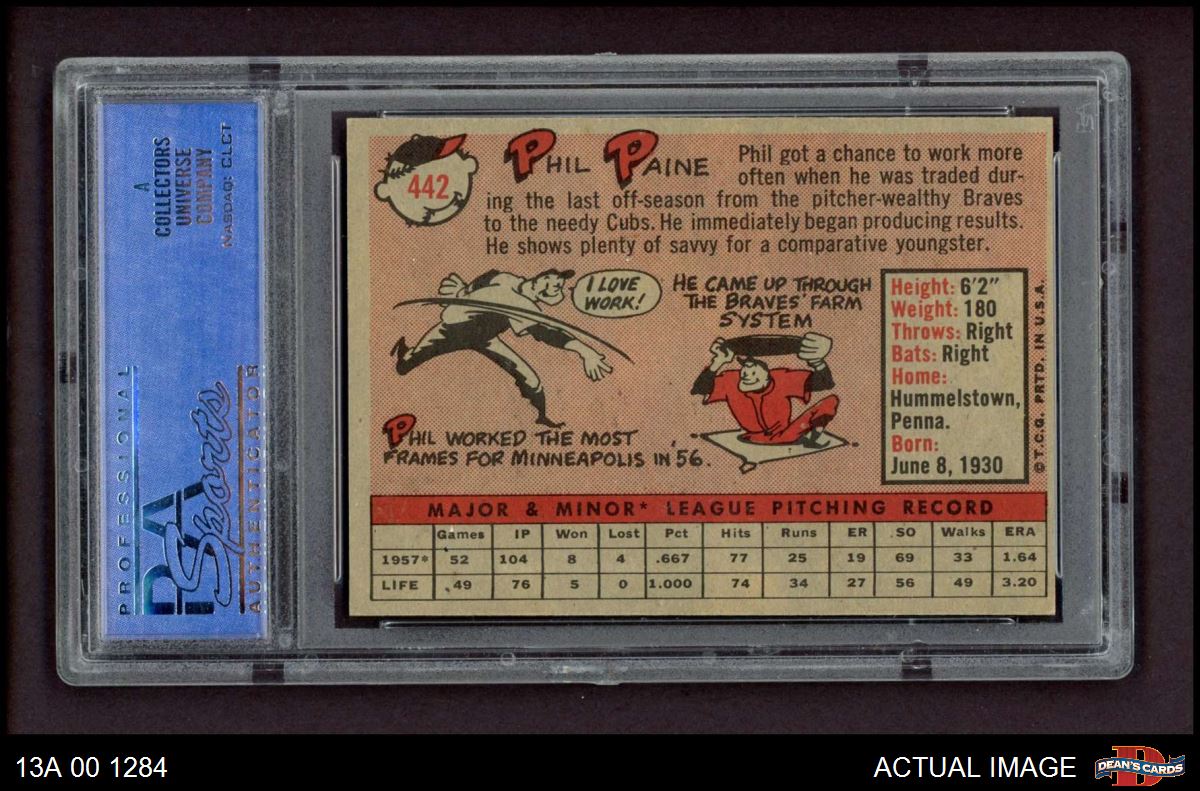 A
COLLECTORS
UNIVERSE
COMPANY
NASDAQ: CLCT
PROFESSIONAL
PSA
Sports
AUTHENTICATOR
442
PHIL PAINE
Phil got a chance to work more
often when he was traded dur-
ing the last off-season from the pitcher-wealthy Braves
to the needy Cubs. He immediately began producing results.
He shows plenty of savvy for a comparative youngster.
I LOVE
WORK!
HE CAME UP THROUGH
THE BRAVES' FARM
SYSTEM
PHIL WORKED THE MOST
FRAMES FOR MINNEAPOLIS IN '56.
Height: 6'2"
Weight: 180
Throws: Right
Bats: Right
Home:
Hummelstown,
Penna.
Born:
June 8, 1930
© T.C.G. PRTD. IN U.S.A.
MAJOR & MINOR* LEAGUE PITCHING RECORD
Games IP Won Lost Pct Hits Runs ER SO Walks ERA
1957* 52 104 8 4 .667 77 25 19 69 33 1.64
LIFE 49 76 5 0 1.000 74 34 27 56 49 3.20
13A 00 1284
ACTUAL IMAGE
DEAN'S CARDS